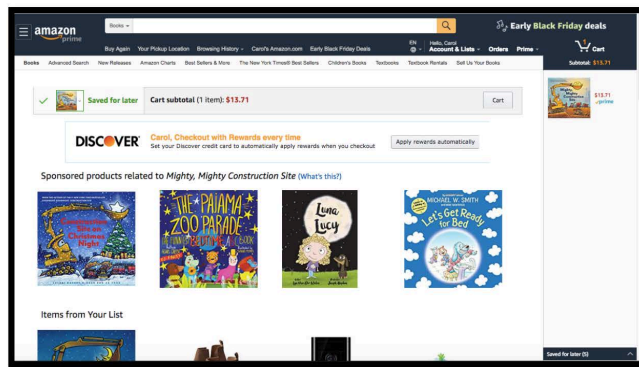 amazon
prime
Books
Early Black Friday deals
Buy Again Your Pickup Location Browsing History Carol's Amazon.com Early Black Friday Deals
EN
Hello, Carol
Account & Lists Orders Prime Cart
Books Advanced Search New Releases Amazon Charts Best Sellers & More The New York Times® Best Sellers Children's Books Textbooks Textbook Rentals Sell Us Your Books
Subtotal: $13.71
Saved for later
Cart subtotal (1 item): $13.71
Cart
$13.71
prime
DISCOVER
Carol, Checkout with Rewards every time
Set your Discover credit card to automatically apply rewards when you checkout
Apply rewards automatically
Sponsored products related to Mighty, Mighty Construction Site (What's this?)
Construction
Site on
Christmas
Night
THE PAJAMA
ZOO PARADE
Luna
Lucy
MICHAEL W. SMITH
Let's Get Ready
for Bed
Items from Your List
Saved for later (5)